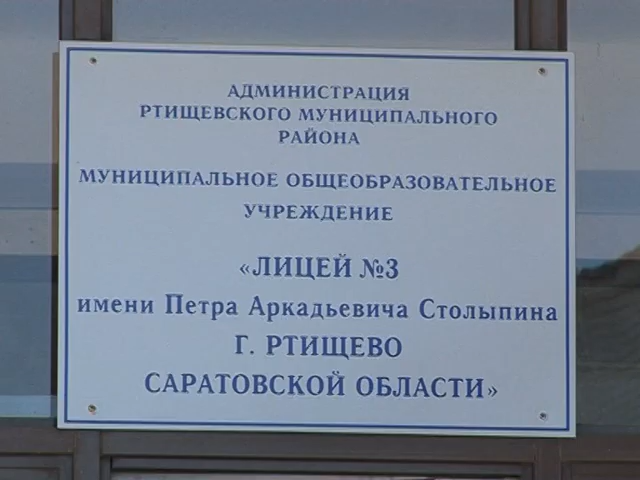 АДМИНИСТРАЦИЯ
РТИЩЕВСКОГО МУНИЦИПАЛЬНОГО
РАЙОНА
МУНИЦИПАЛЬНОЕ ОБЩЕОБРАЗОВАТЕЛЬНОЕ
УЧРЕЖДЕНИЕ
«ЛИЦЕЙ №3
имени Петра Аркадьевича Столыпина
Г. РТИЩЕВО
САРАТОВСКОЙ ОБЛАСТИ»